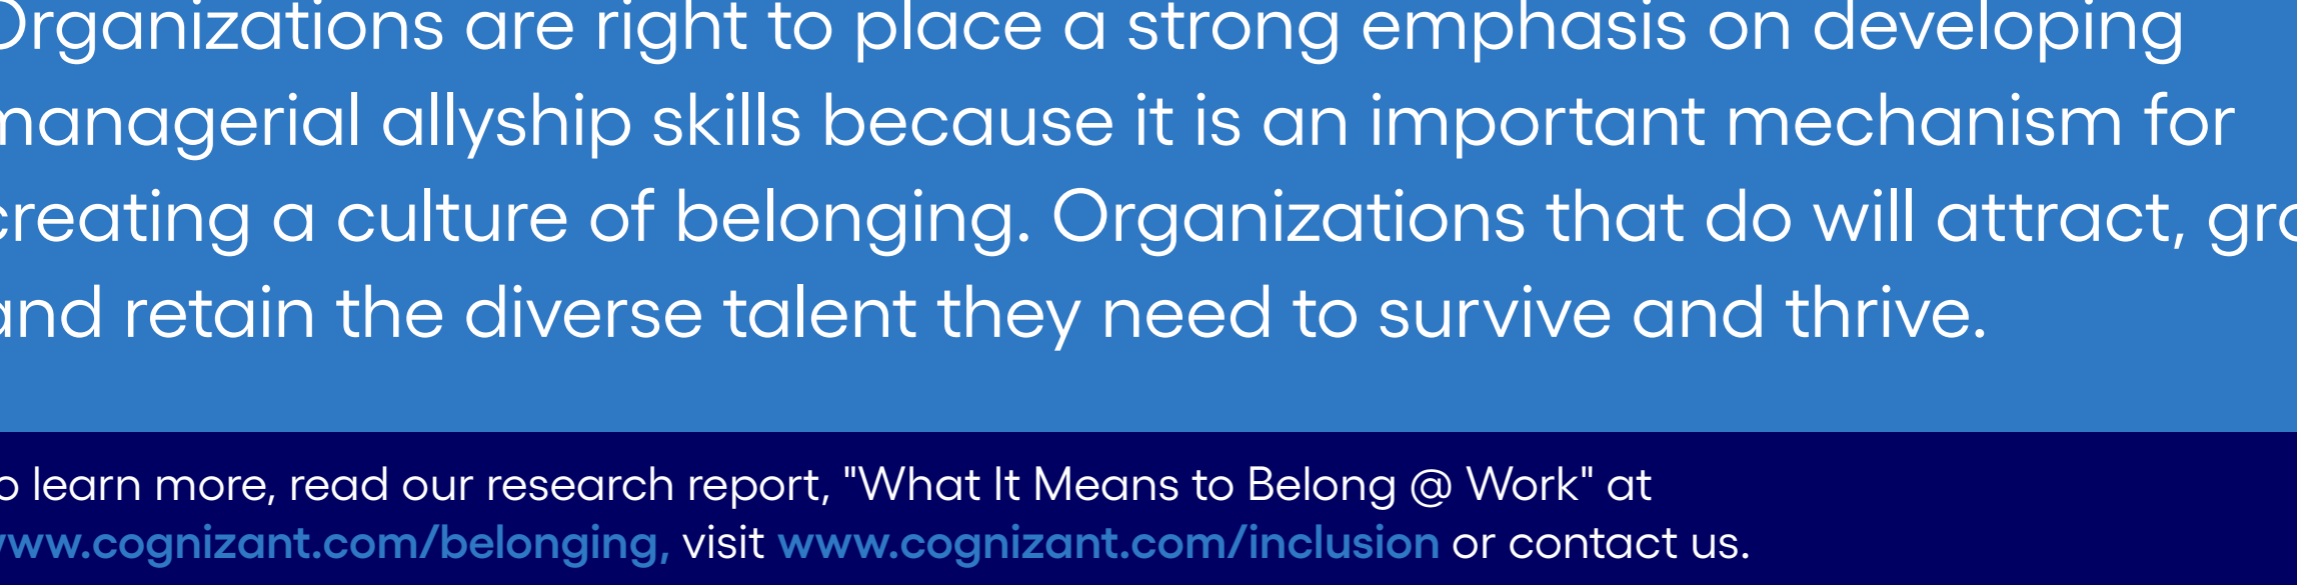 Organizations are right to place a strong emphasis on developing
managerial allyship skills because it is an important mechanism for
creating a culture of belonging. Organizations that do will attract,
and retain the diverse talent they need to survive and thrive.
o learn more, read our research report, "What It Means to Belong @ Work" at
www.cognizant.com/belonging, visit www.cognizant.com/inclusion or contact us.